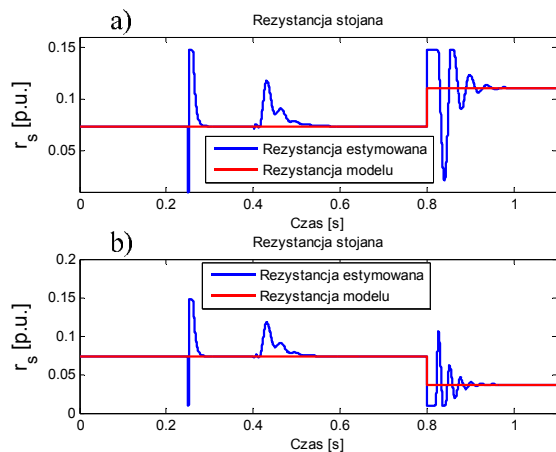 a)
Rezystancja stojana
0.15
0.1
0.05
r_s [p.u.]
Rezystancja estymowana
Rezystancja modelu
0 0.2 0.4 0.6 0.8 1
Czas [s]
b)
Rezystancja stojana
0.2
0.15
0.1
0.05
0
r_s [p.u.]
Rezystancja estymowana
Rezystancja modelu
0 0.2 0.4 0.6 0.8 1
Czas [s]